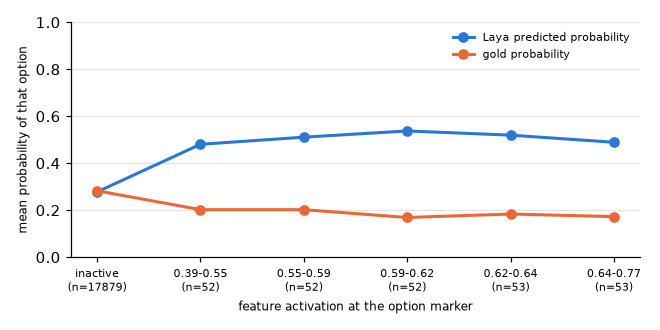 1.0
0.8
0.6
0.4
0.2
0.0
mean probability of that option
Laya predicted probability
gold probability
inactive
(n=17879)
0.39-0.55
(n=52)
0.55-0.59
(n=52)
0.59-0.62
(n=52)
0.62-0.64
(n=53)
0.64-0.77
(n=53)
feature activation at the option marker